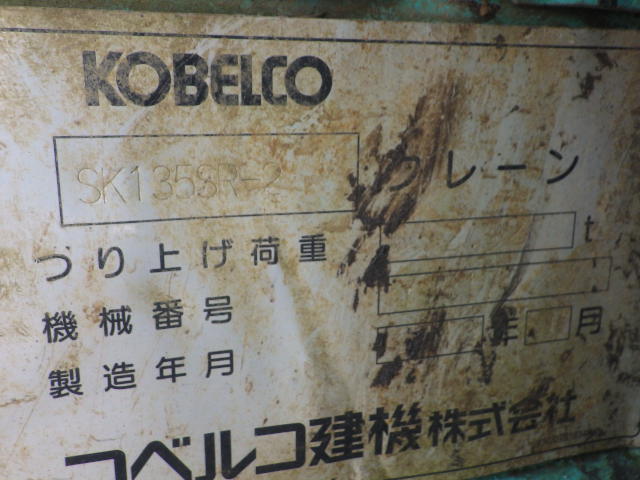 KOBELCO
SK135SR-2 クレーン
つり上げ荷重 t
機械番号
製造年月 年 月
コベルコ建機株式会社